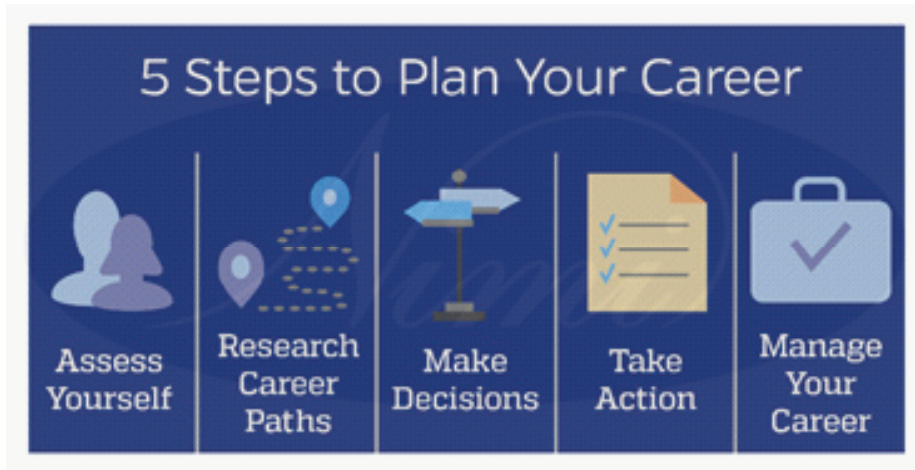 5 Steps to Plan Your Career
Assess
Yourself
Research
Career
Paths
Make
Decisions
Take
Action
Manage
Your
Career